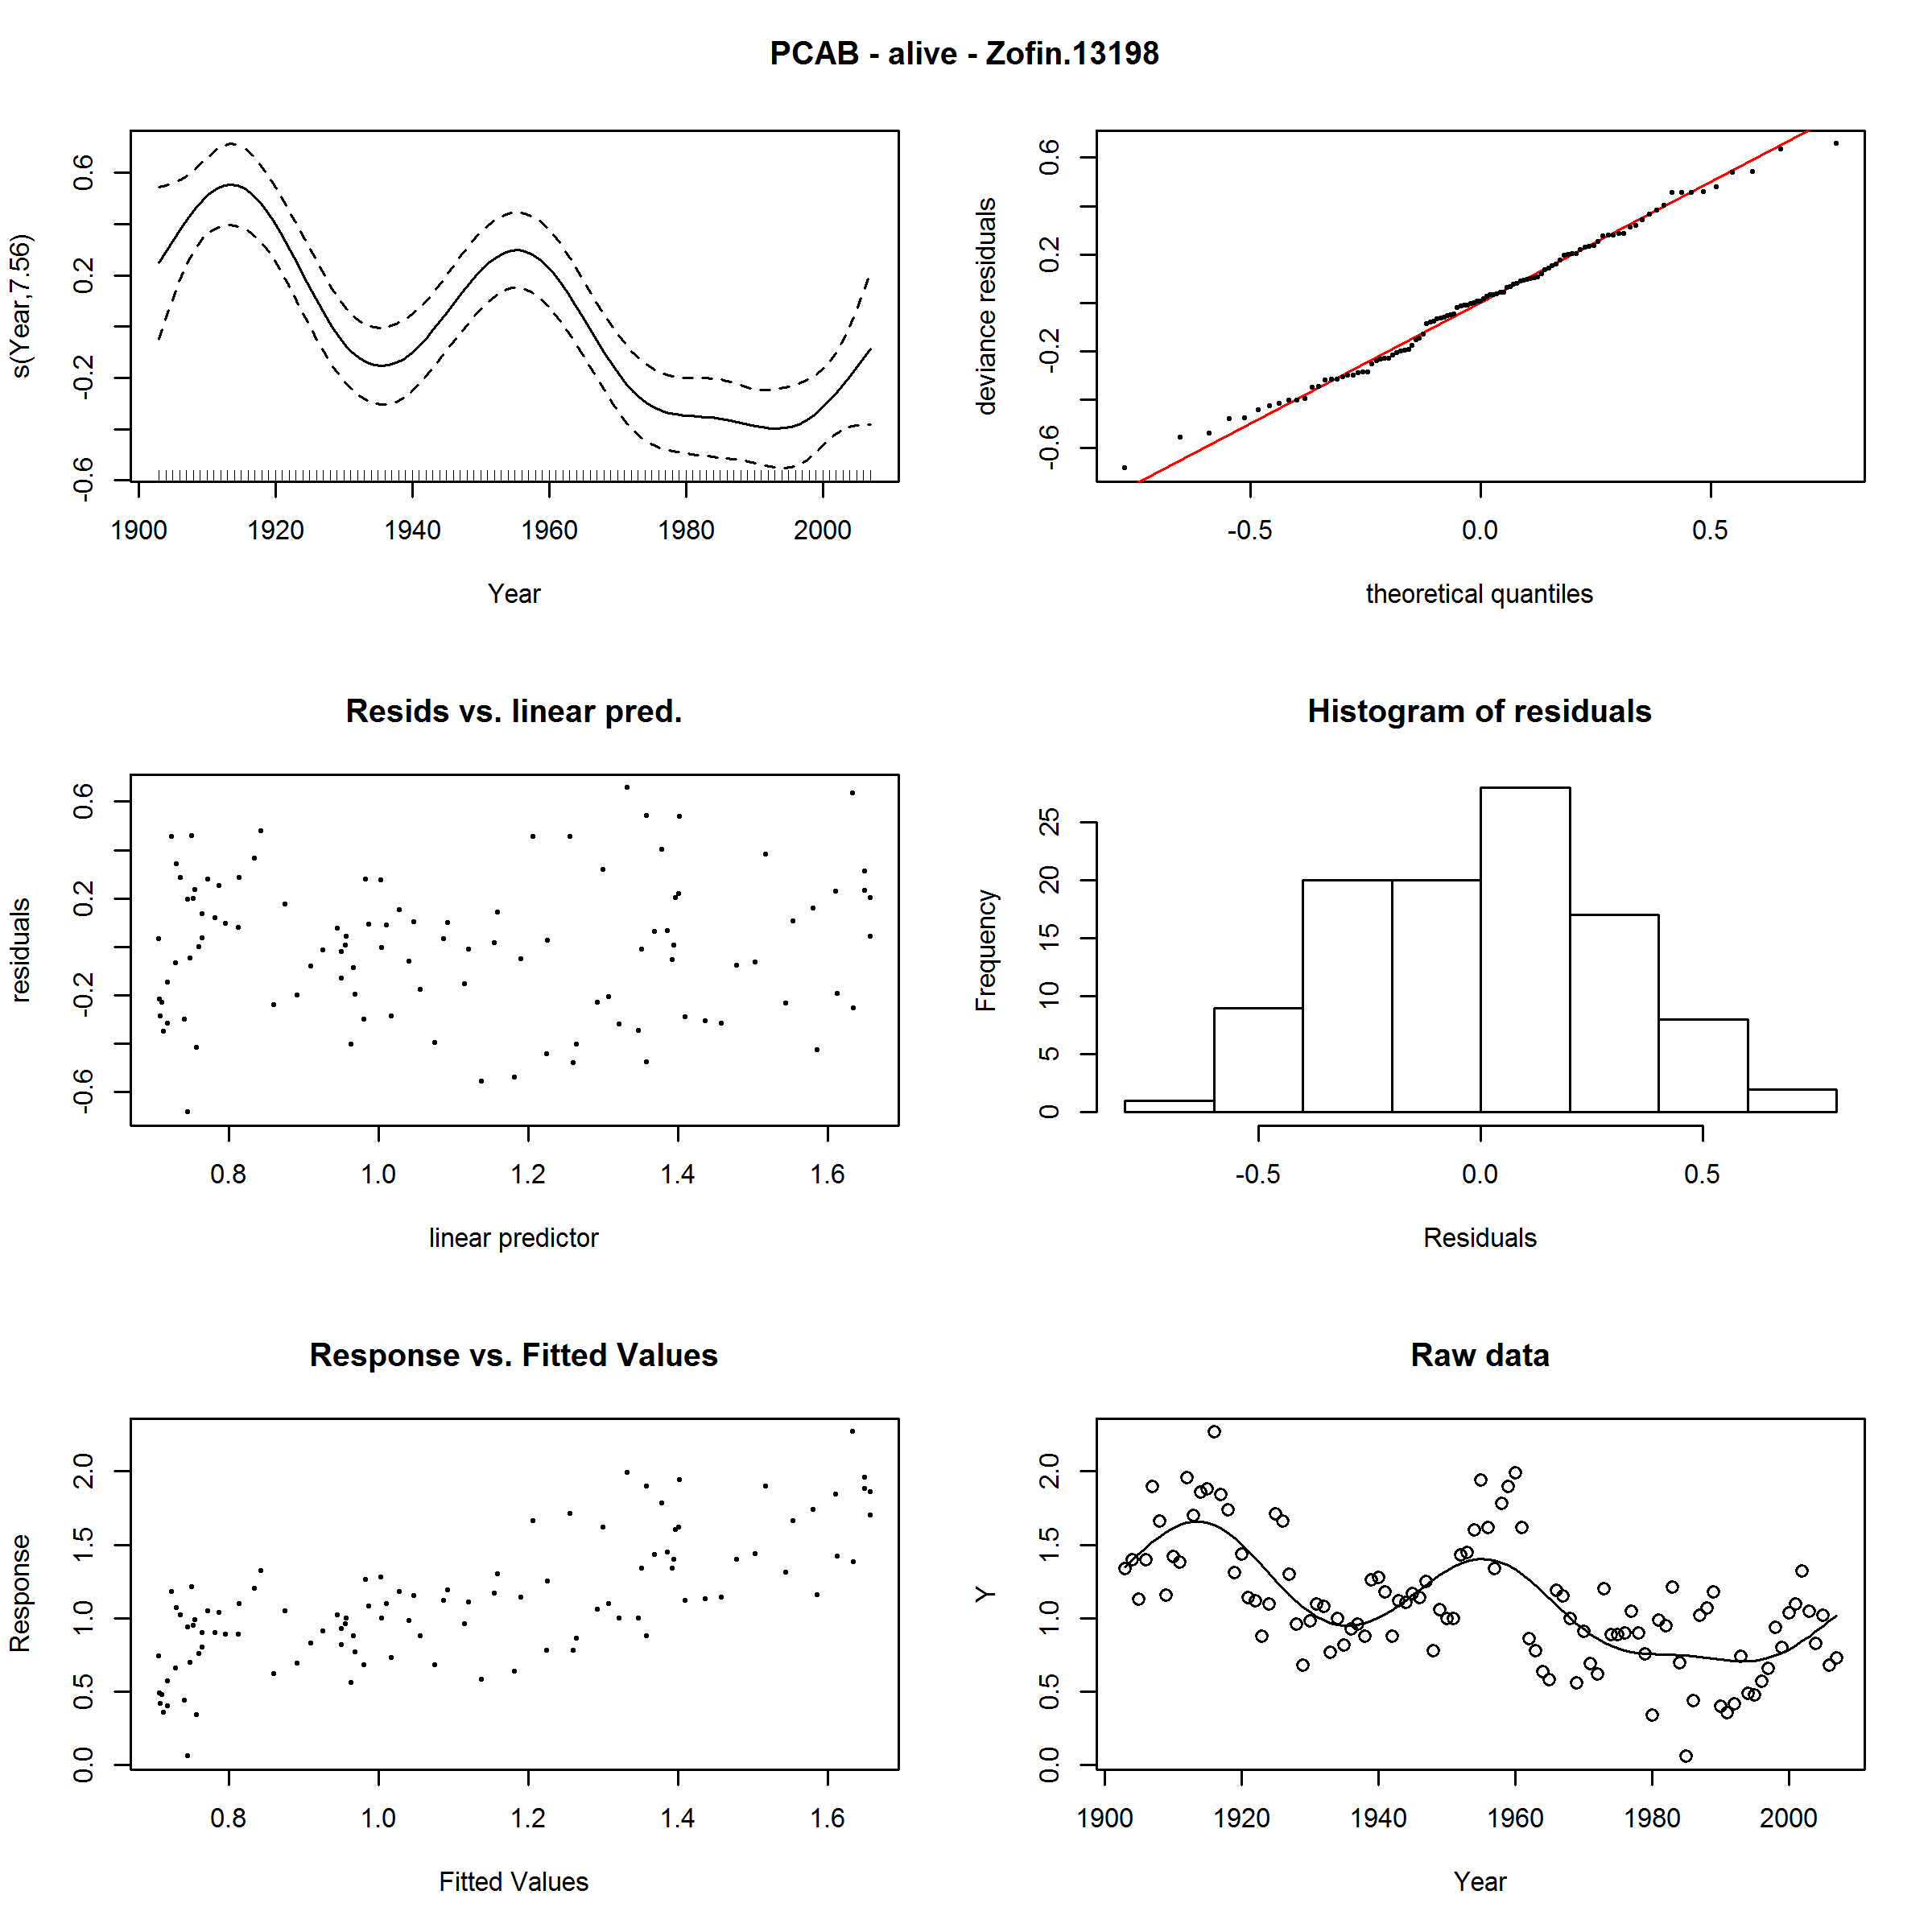 PCAB - alive - Zofin.13198
s(Year,7.56)
-0.6 -0.2 0.2 0.6
1900 1920 1940 1960 1980 2000
Year
deviance residuals
-0.6 -0.2 0.2 0.6
-0.5 0.0 0.5
theoretical quantiles
Resids vs. linear pred.
residuals
-0.6 -0.2 0.2 0.6
0.8 1.0 1.2 1.4 1.6
linear predictor
Histogram of residuals
Frequency
0 5 10 15 20 25
-0.5 0.0 0.5
Residuals
Response vs. Fitted Values
Response
0.0 0.5 1.0 1.5 2.0
0.8 1.0 1.2 1.4 1.6
Fitted Values
Raw data
Y
0.0 0.5 1.0 1.5 2.0
1900 1920 1940 1960 1980 2000
Year